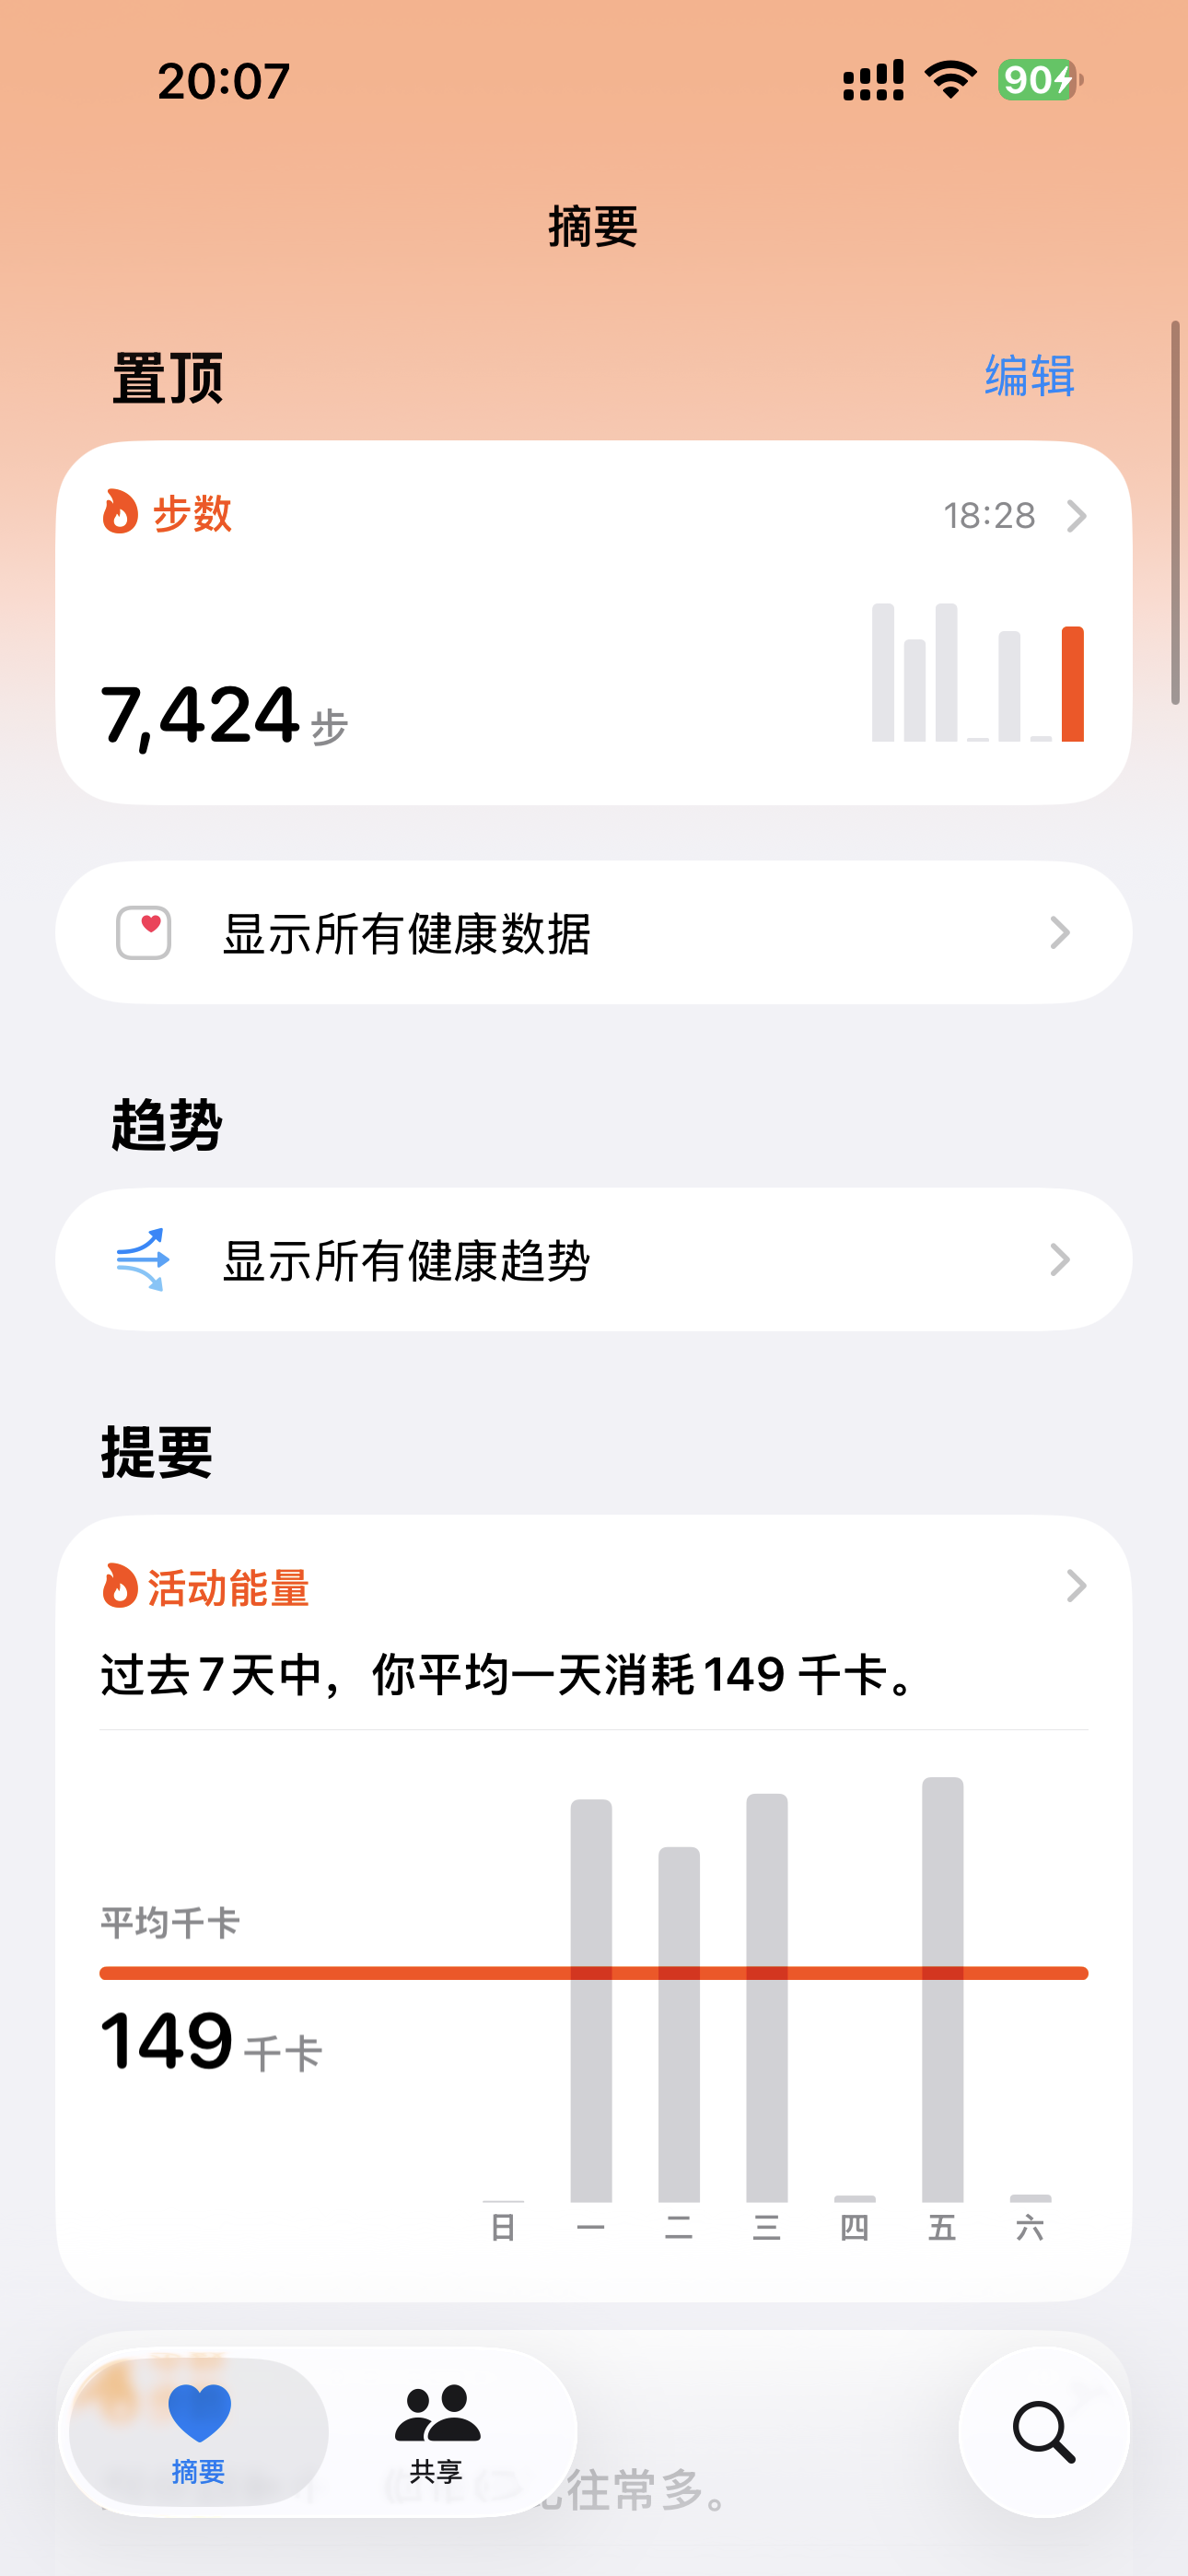 20:07
90
摘要
置顶
编辑
步数
18:28
7,424 步
显示所有健康数据
趋势
显示所有健康趋势
提要
活动能量
过去 7 天中，你平均一天消耗 149 千卡。
平均千卡
149 千卡
日 一 二 三 四 五 六
往常多。
摘要
共享